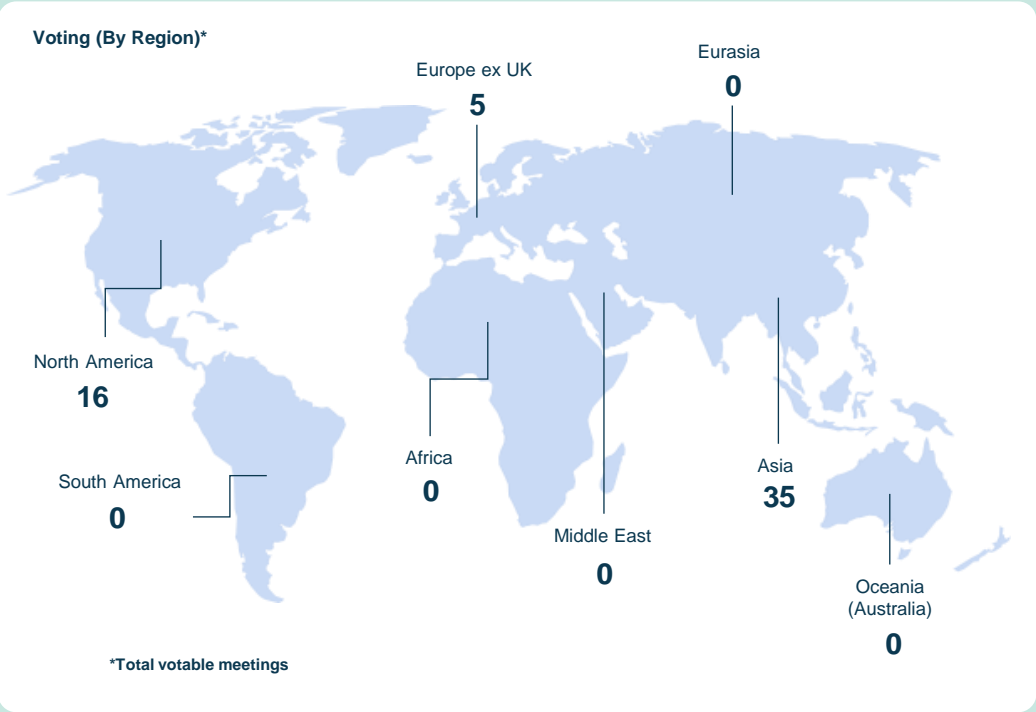 Voting (By Region)*
Eurasia
0
Europe ex UK
5
North America
16
South America
0
Africa
0
Middle East
0
Asia
35
Oceania
(Australia)
0
*Total votable meetings